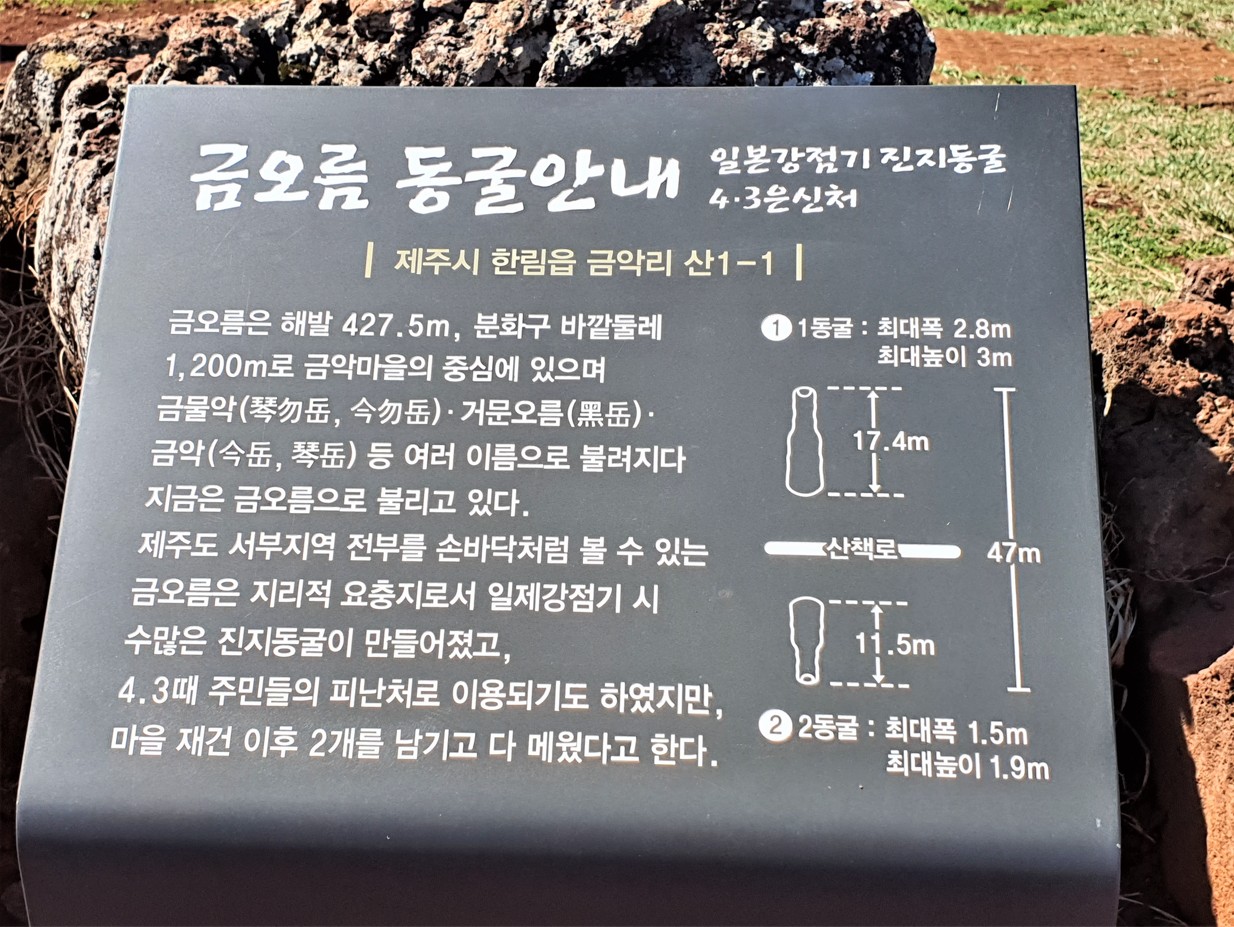 금오름 동굴안내
일본강점기 진지동굴
4·3은신처
제주시 한림읍 금악리 산1-1
금오름은 해발 427.5m, 분화구 바깥둘레
1,200m로 금악마을의 중심에 있으며
금물악(琴勿岳, 今勿岳)·거문오름(黑岳)·
금악(今岳, 琴岳) 등 여러 이름으로 불려지다
지금은 금오름으로 불리고 있다.
제주도 서부지역 전부를 손바닥처럼 볼 수 있는
금오름은 지리적 요충지로서 일제강점기 시
수많은 진지동굴이 만들어졌고,
4.3때 주민들의 피난처로 이용되기도 하였지만,
마을 재건 이후 2개를 남기고 다 메웠다고 한다.
1 1동굴 : 최대폭 2.8m
최대높이 3m
17.4m
산책로
47m
11.5m
2 2동굴 : 최대폭 1.5m
최대높이 1.9m